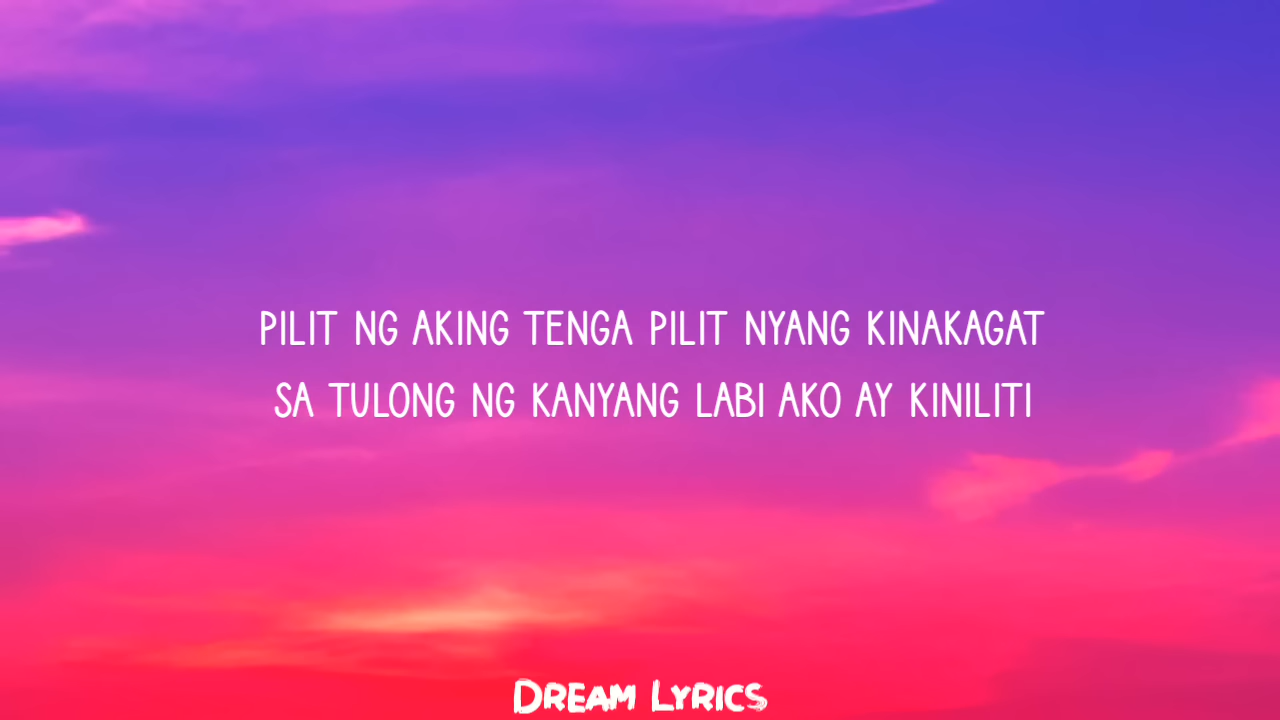 PILIT NG AKING TENGA PILIT NYANG KINAKAGAT
SA TULONG NG KANYANG LABI AKO AY KINILITI
DREAM LYRICS